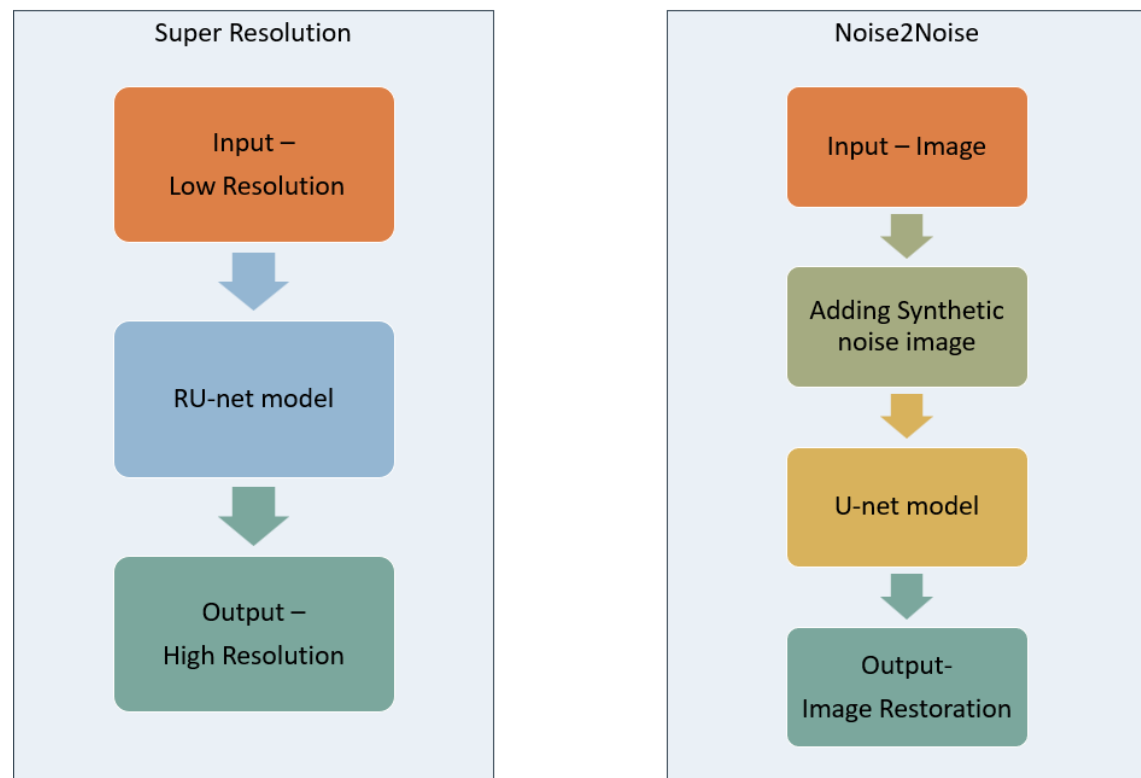 Super Resolution
Input –
Low Resolution
RU-net model
Output –
High Resolution
Noise2Noise
Input – Image
Adding Synthetic
noise image
U-net model
Output-
Image Restoration